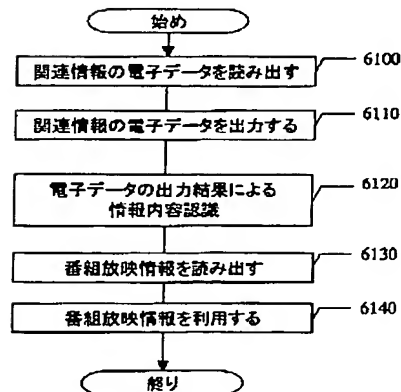 始め
関連情報の電子データを読み出す
6100
関連情報の電子データを出力する
6110
電子データの出力結果による
情報内容認識
6120
番組放映情報を読み出す
6130
番組放映情報を利用する
6140
終り